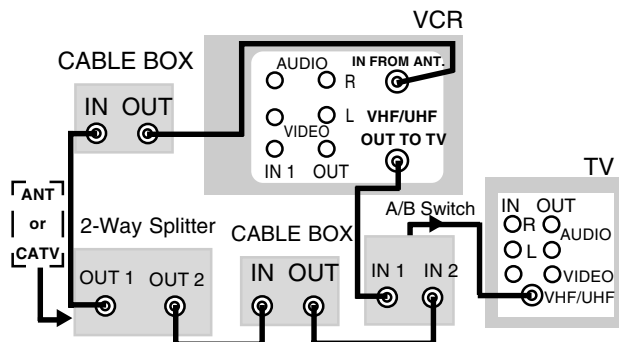 VCR
CABLE BOX
IN OUT
AUDIO
R
IN FROM ANT.
L
VIDEO
VHF/UHF
OUT TO TV
IN 1 OUT
ANT
or
CATV
2-Way Splitter
OUT 1 OUT 2
CABLE BOX
IN OUT
A/B Switch
IN 1 IN 2
TV
IN OUT
R
AUDIO
L
VIDEO
VHF/UHF